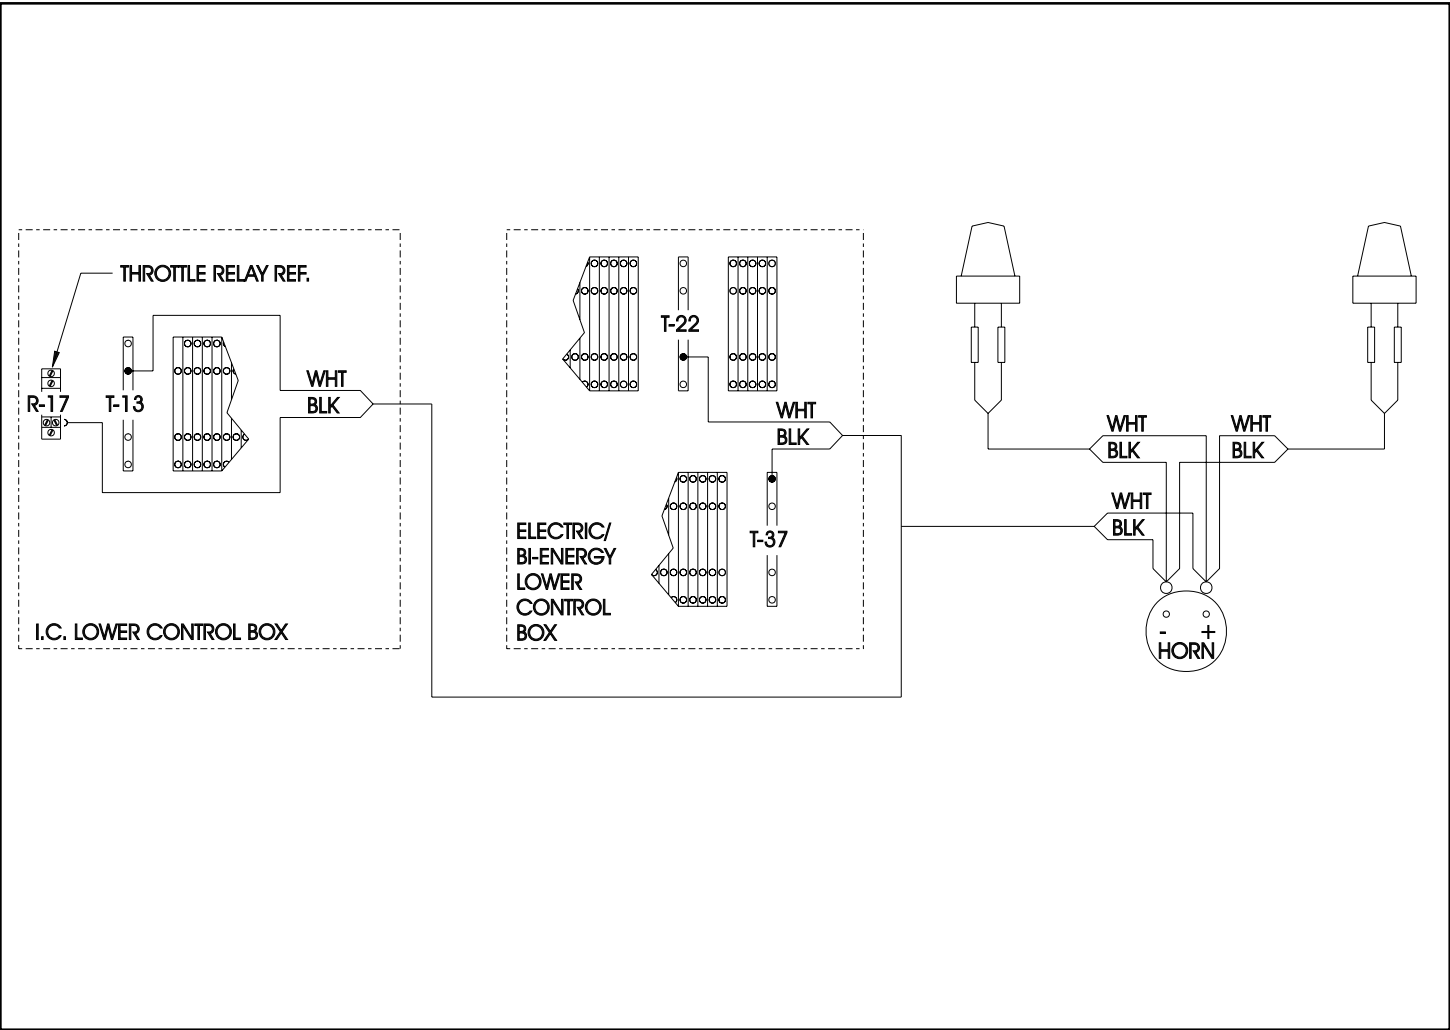 THROTTLE RELAY REF.
R-17
T-13
WHT
BLK
I.C. LOWER CONTROL BOX
T-22
WHT
BLK
T-37
ELECTRIC/
BI-ENERGY
LOWER
CONTROL
BOX
WHT
BLK
WHT
BLK
WHT
BLK
- +
HORN